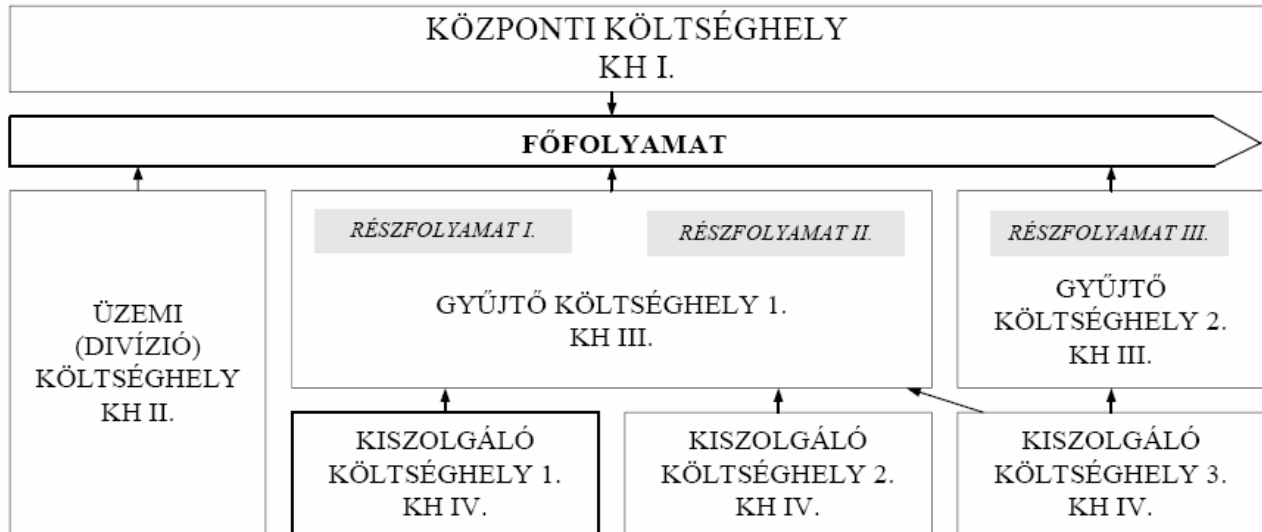 KÖZPONTI KÖLTSÉGHELY
KH I.
FŐFOLYAMAT
ÜZEMI
(DIVÍZIÓ)
KÖLTSÉGHELY
KH II.
RÉSZFOLYAMAT I.
RÉSZFOLYAMAT II.
GYŰJTŐ KÖLTSÉGHELY 1.
KH III.
RÉSZFOLYAMAT III.
GYŰJTŐ
KÖLTSÉGHELY 2.
KH III.
KISZOLGÁLÓ
KÖLTSÉGHELY 1.
KH IV.
KISZOLGÁLÓ
KÖLTSÉGHELY 2.
KH IV.
KISZOLGÁLÓ
KÖLTSÉGHELY 3.
KH IV.